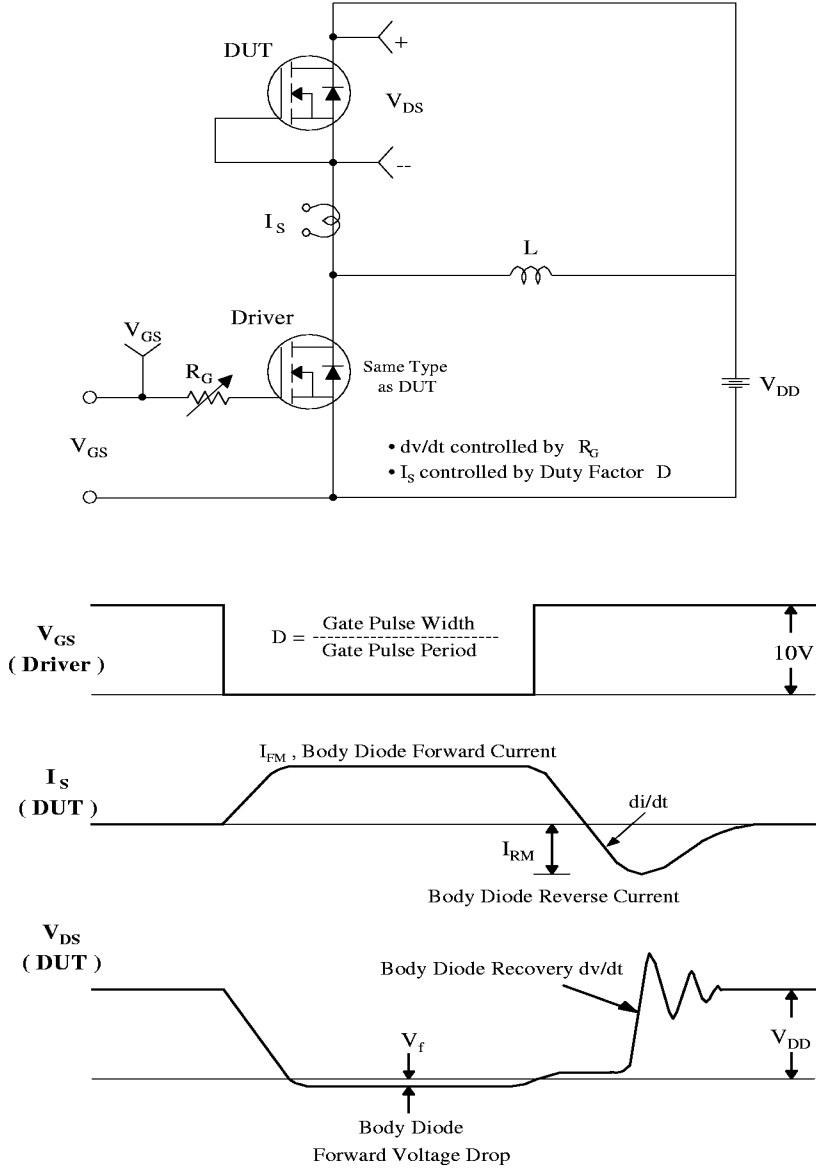 DUT
+
VDS
--
IS
L
Driver
VGS
RG
Same Type
as DUT
VDD
VGS
• dv/dt controlled by RG
• IS controlled by Duty Factor D
VGS
( Driver )
D = Gate Pulse Width
--------------------------
Gate Pulse Period
10V
IFM , Body Diode Forward Current
IS
( DUT )
di/dt
IRM
Body Diode Reverse Current
VDS
( DUT )
Body Diode Recovery dv/dt
Vf
VDD
Body Diode
Forward Voltage Drop